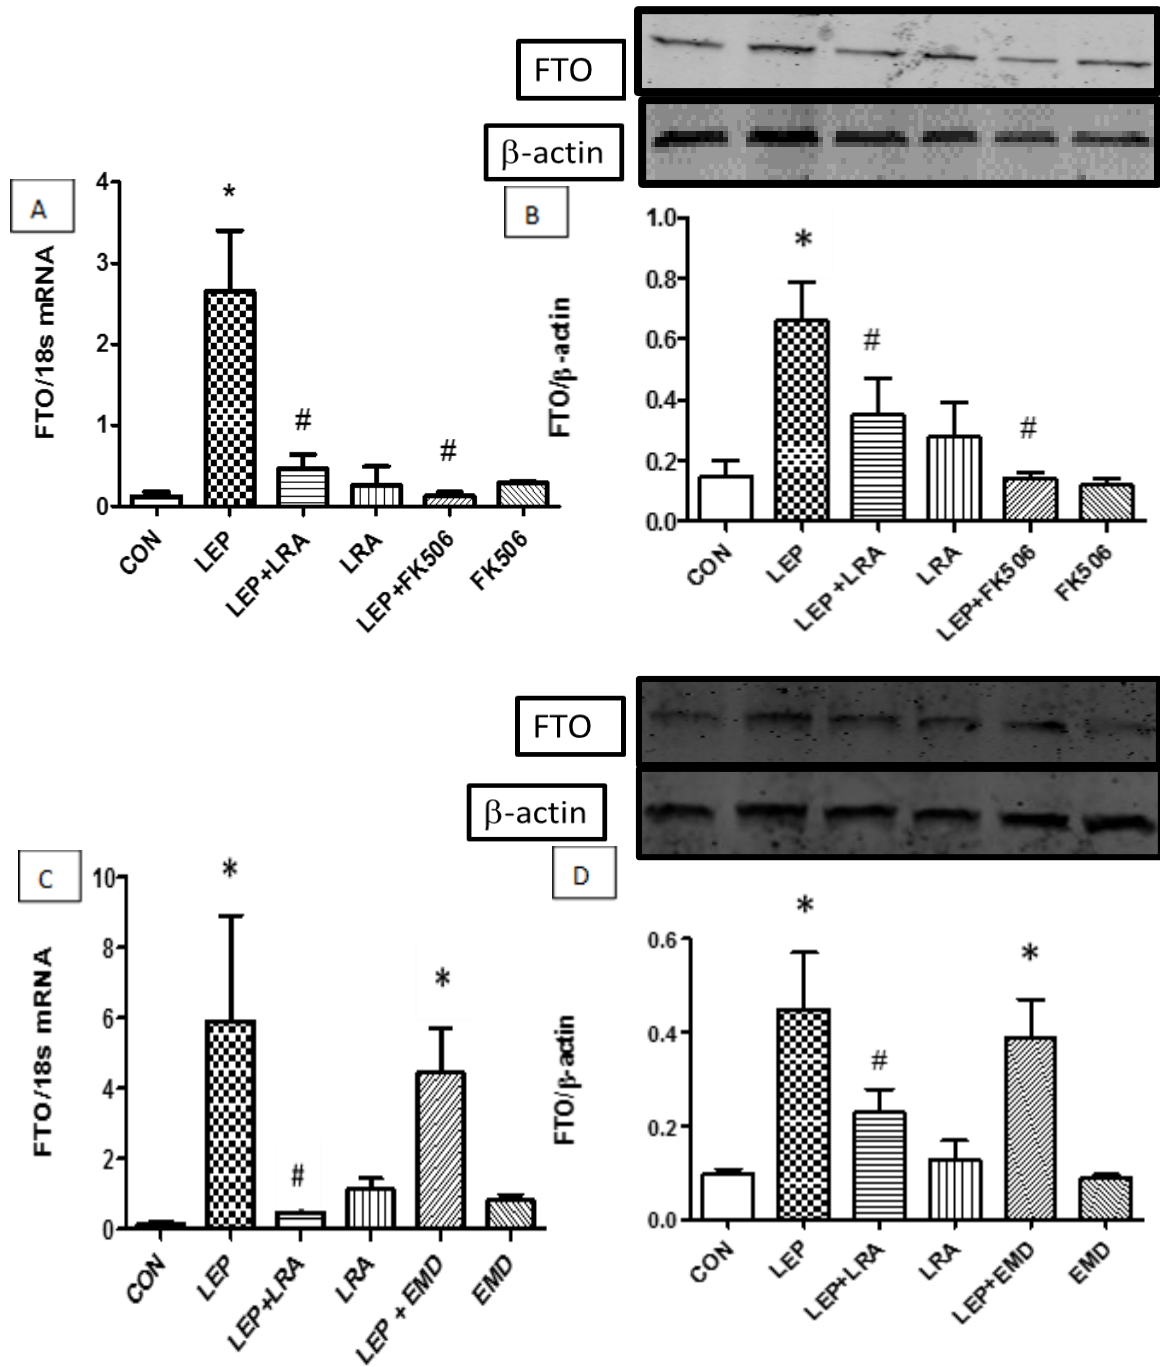 FTO
β-actin
A
4
3
2
1
0
FTO/18s mRNA
*
#
#
CON
LEP
LEP+LRA
LRA
LEP+FK506
FK506
B
1.0
0.8
0.6
0.4
0.2
0.0
FTO/β-actin
*
#
#
CON
LEP
LEP +LRA
LRA
LEP+FK506
FK506
FTO
β-actin
C
10
8
6
4
2
0
FTO/18s mRNA
*
#
*
CON
LEP
LEP+LRA
LRA
LEP + EMD
EMD
D
0.6
0.4
0.2
0.0
FTO/β-actin
*
#
*
CON
LEP
LEP+LRA
LRA
LEP+EMD
EMD